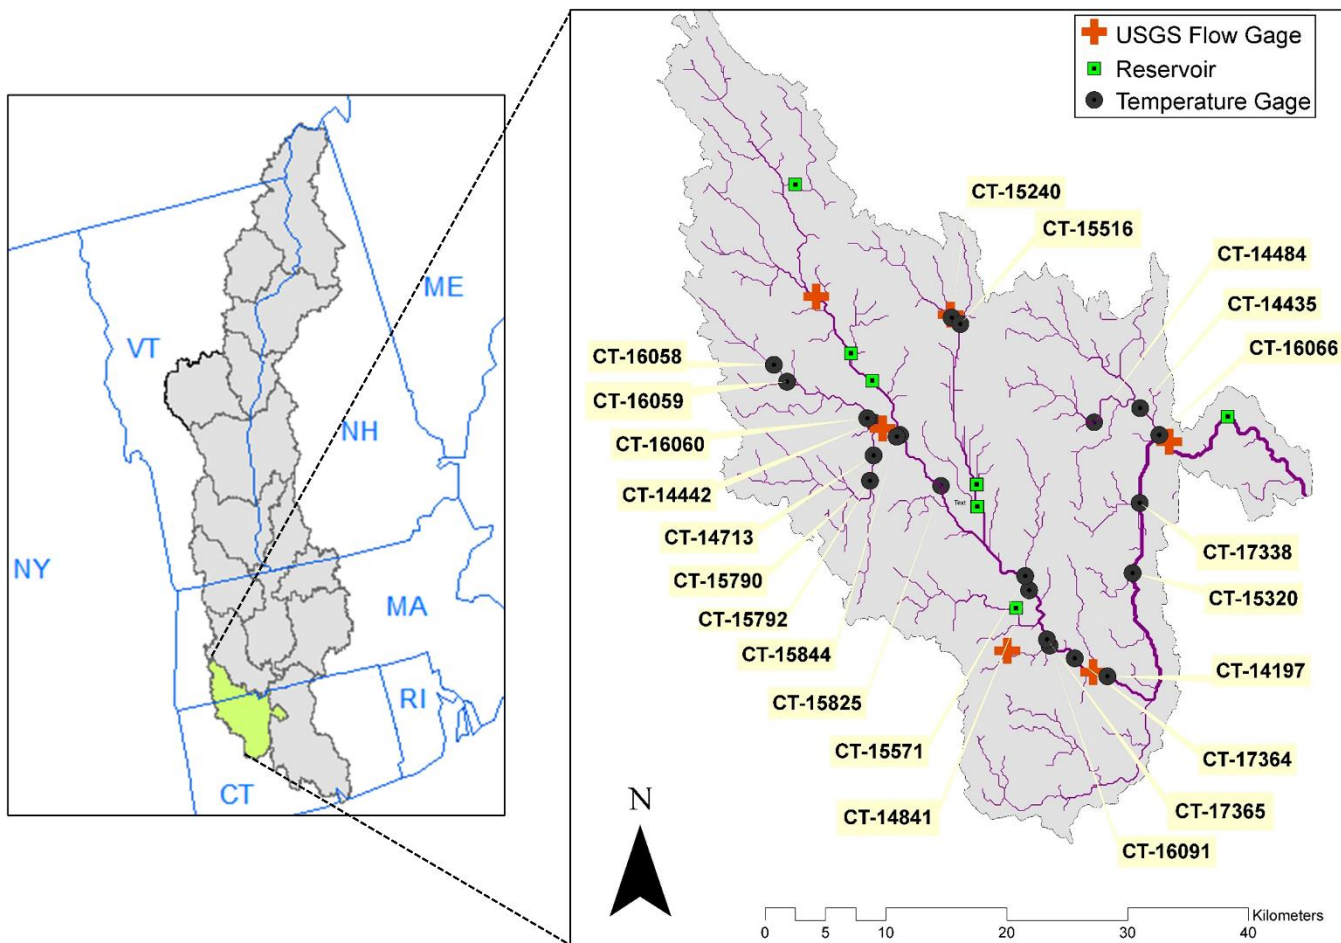 USGS Flow Gage
Reservoir
Temperature Gage
ME
VT
NH
NY
MA
RI
CT
CT-15240
CT-15516
CT-14484
CT-14435
CT-16066
CT-16058
CT-16059
CT-16060
CT-14442
CT-14713
CT-15790
CT-15792
CT-15844
CT-15825
CT-15571
CT-14841
Text
CT-17338
CT-15320
CT-14197
CT-17364
CT-17365
CT-16091
N
Kilometers
0 5 10 20 30 40